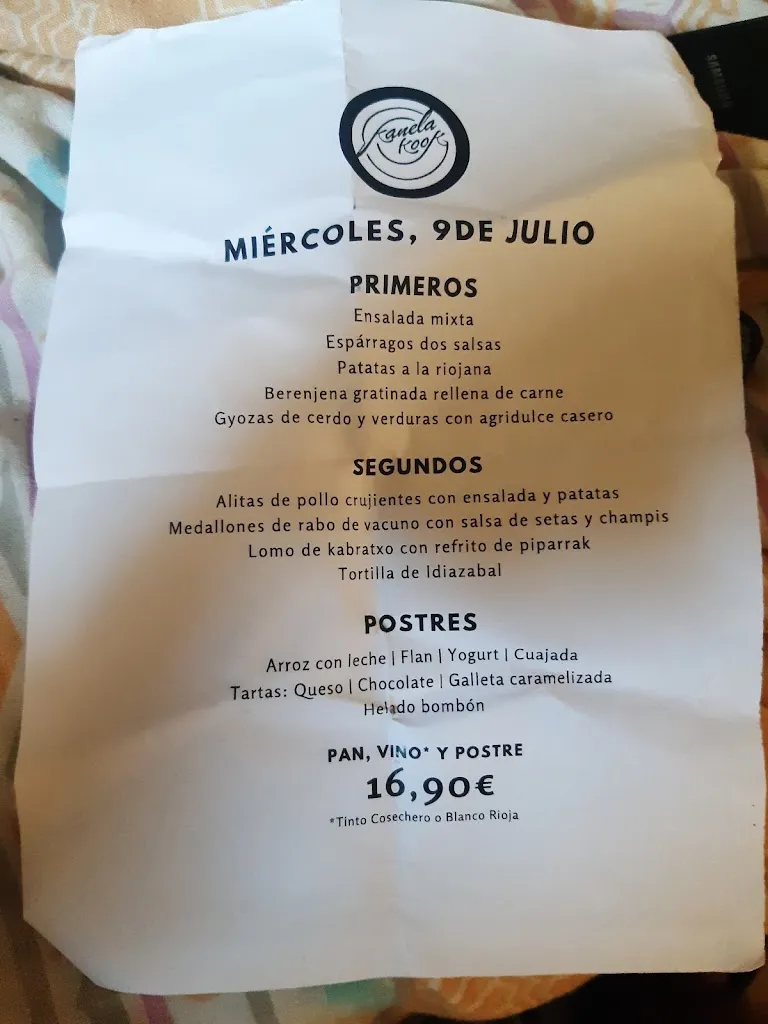 SAMSUNG
Kanela
Kook
MIÉRCOLES, 9DE JULIO
PRIMEROS
Ensalada mixta
Espárragos dos salsas
Patatas a la riojana
Berenjena gratinada rellena de carne
Gyozas de cerdo y verduras con agridulce casero
SEGUNDOS
Alitas de pollo crujientes con ensalada y patatas
Medallones de rabo de vacuno con salsa de setas y champis
Lomo de kabratxo con refrito de piparrak
Tortilla de Idiazabal
POSTRES
Arroz con leche | Flan | Yogurt | Cuajada
Tartas: Queso | Chocolate | Galleta caramelizada
Helado bombón
PAN, VINO* Y POSTRE
16,90€
*Tinto Cosechero o Blanco Rioja